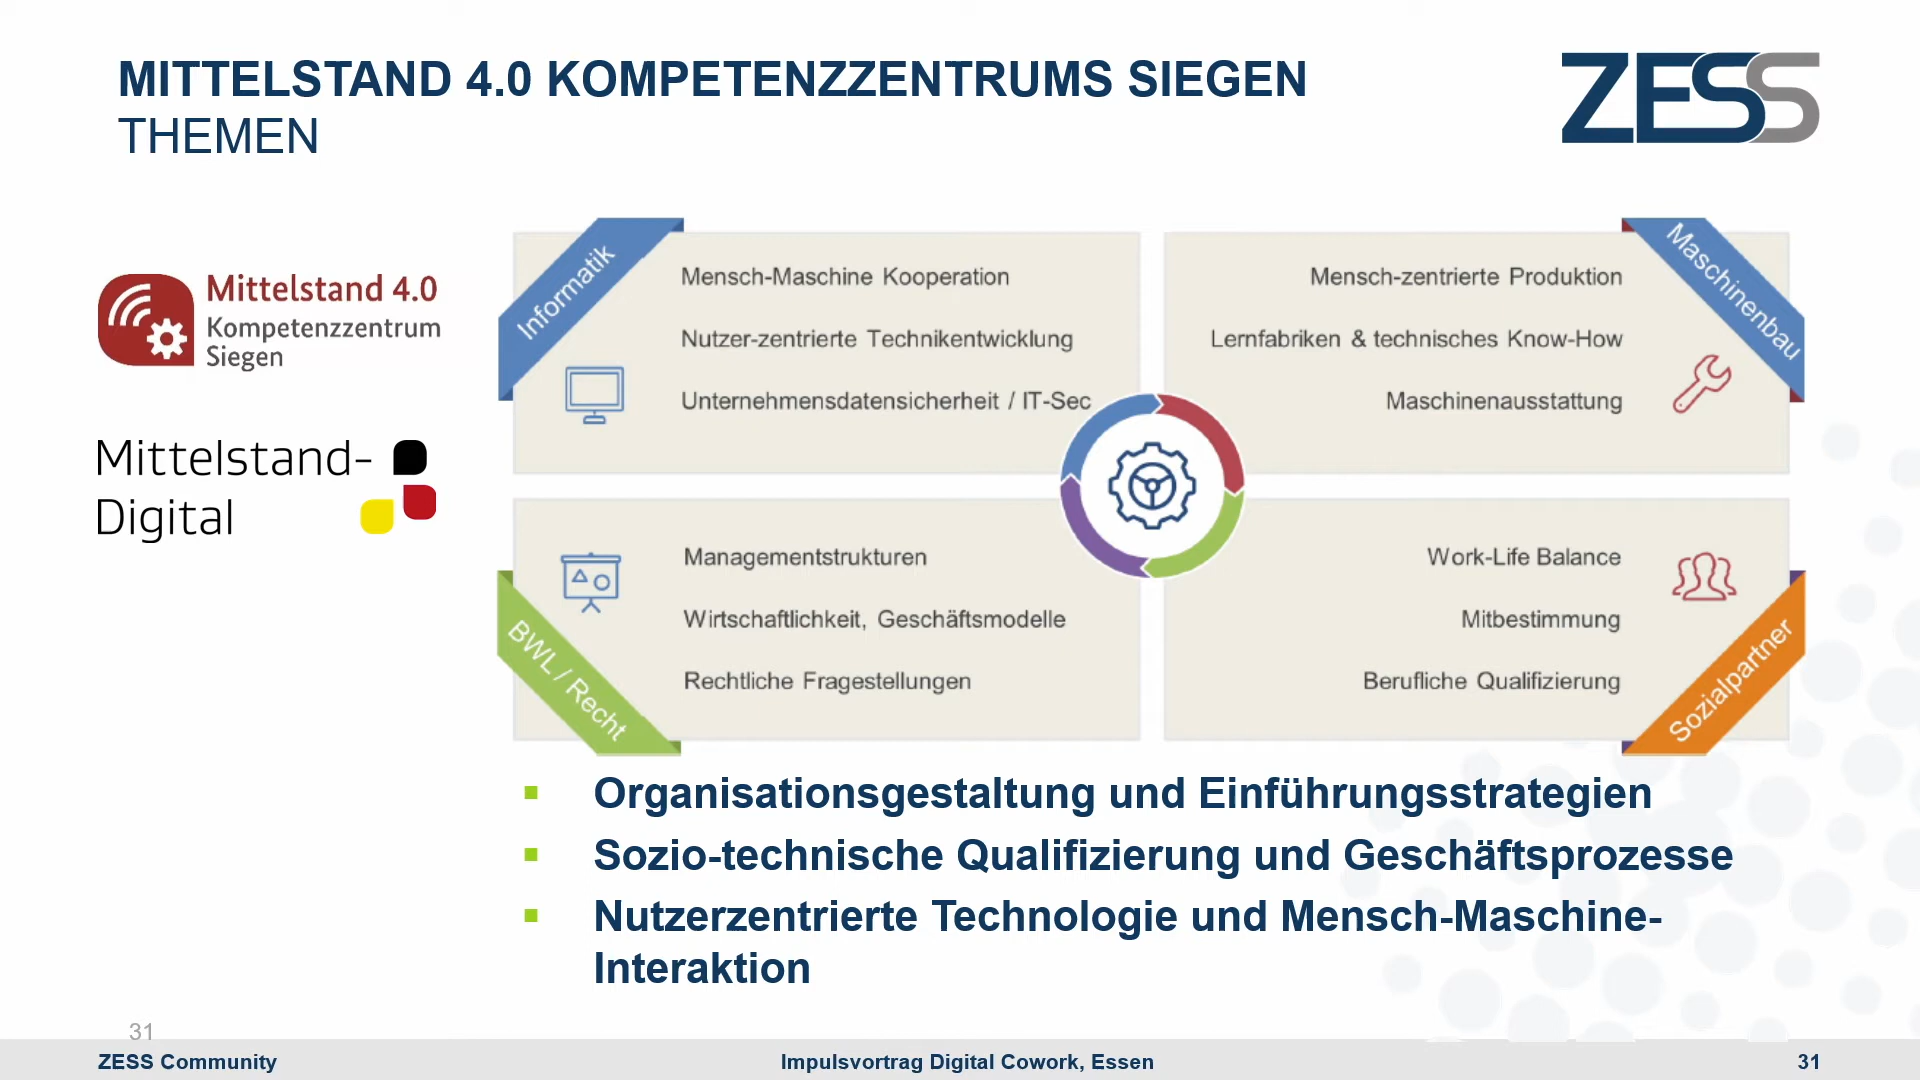 MITTELSTAND 4.0 KOMPETENZZENTRUMS SIEGEN
THEMEN
ZESS
Mittelstand 4.0
Kompetenzzentrum
Siegen
Mittelstand-
Digital
Informatik
Mensch-Maschine Kooperation
Nutzer-zentrierte Technikentwicklung
Unternehmensdatensicherheit / IT-Sec
Maschinenbau
Mensch-zentrierte Produktion
Lernfabriken & technisches Know-How
Maschinenausstattung
BWL / Recht
Managementstrukturen
Wirtschaftlichkeit, Geschäftsmodelle
Rechtliche Fragestellungen
Sozialpartner
Work-Life Balance
Mitbestimmung
Berufliche Qualifizierung
Organisationsgestaltung und Einführungsstrategien
Sozio-technische Qualifizierung und Geschäftsprozesse
Nutzerzentrierte Technologie und Mensch-Maschine-
Interaktion
31
ZESS Community
Impulsvortrag Digital Cowork, Essen
31